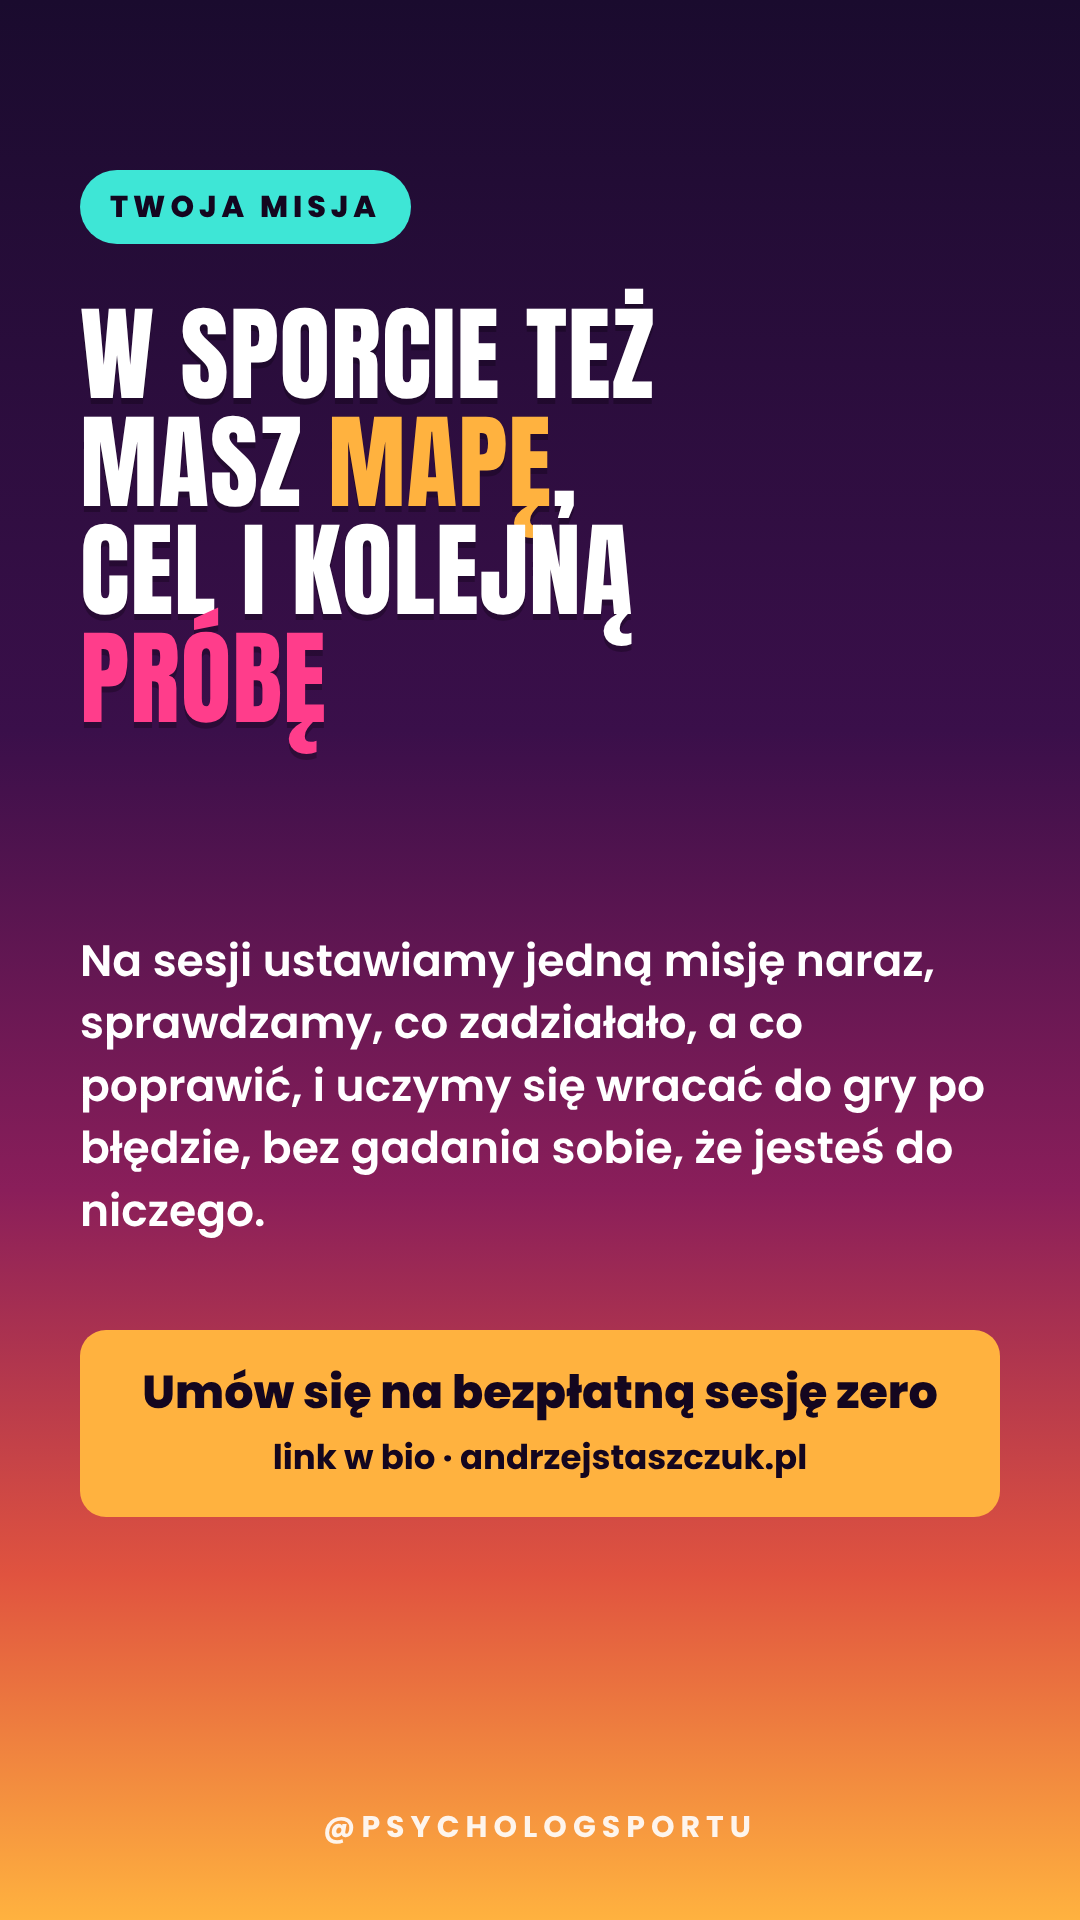 TWOJA MISJA
W SPORCIE TEŻ
MASZ MAPĘ,
CEL I KOLEJNĄ
PRÓBĘ
Na sesji ustawiamy jedną misję naraz,
sprawdzamy, co zadziałało, a co
poprawić, i uczymy się wracać do gry po
błędzie, bez gadania sobie, że jesteś do
niczego.
Umów się na bezpłatną sesję zero
link w bio · andrzejstaszczuk.pl
@PSYCHOLOGSPORTU